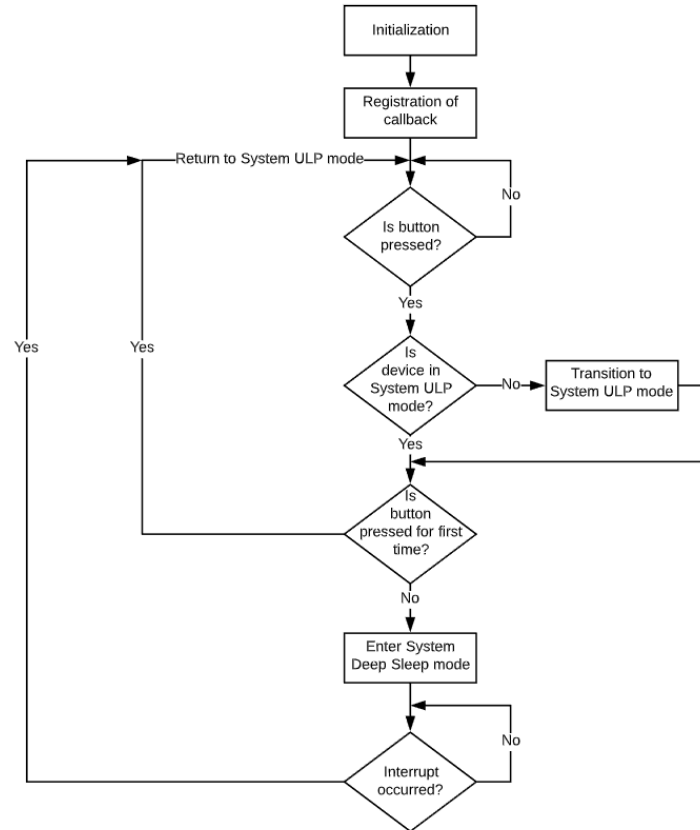 Initialization
Registration of
callback
Return to System ULP mode
No
Is button
pressed?
Yes
Yes
Yes
Is
device in
System ULP
mode?
No
Transition to
System ULP mode
Yes
Is
button
pressed for first
time?
No
Enter System
Deep Sleep mode
No
Interrupt
occurred?